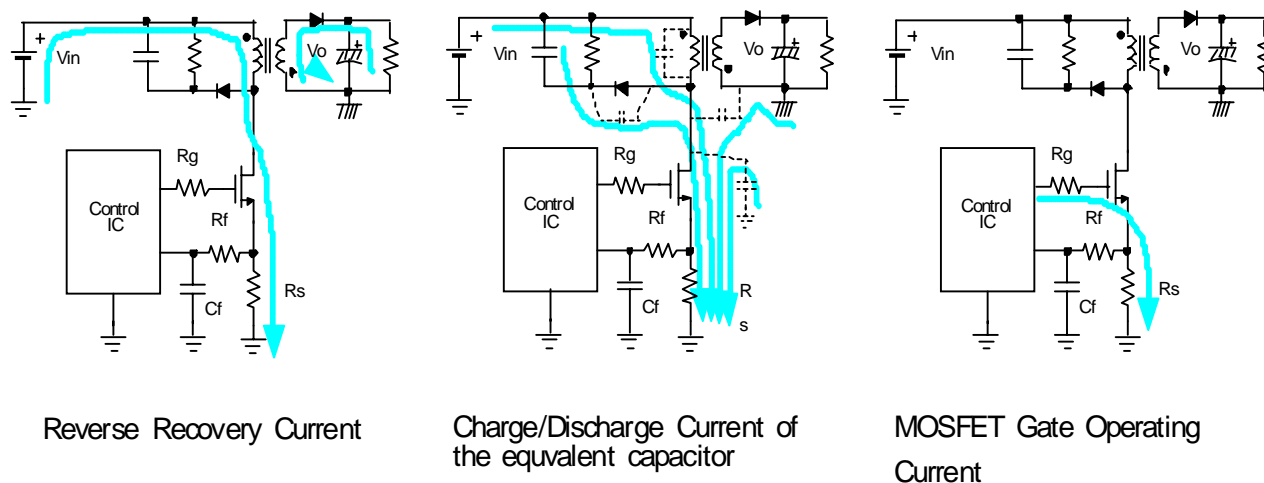 +
Vin
Vo
+
Rg
Control
IC
Rf
Cf
Rs
Reverse Recovery Current
+
Vin
Vo
+
Rg
Control
IC
Rf
Cf
R
s
Charge/Discharge Current of
the equvalent capacitor
+
Vin
Vo
+
Rg
Control
IC
Rf
Cf
Rs
MOSFET Gate Operating
Current